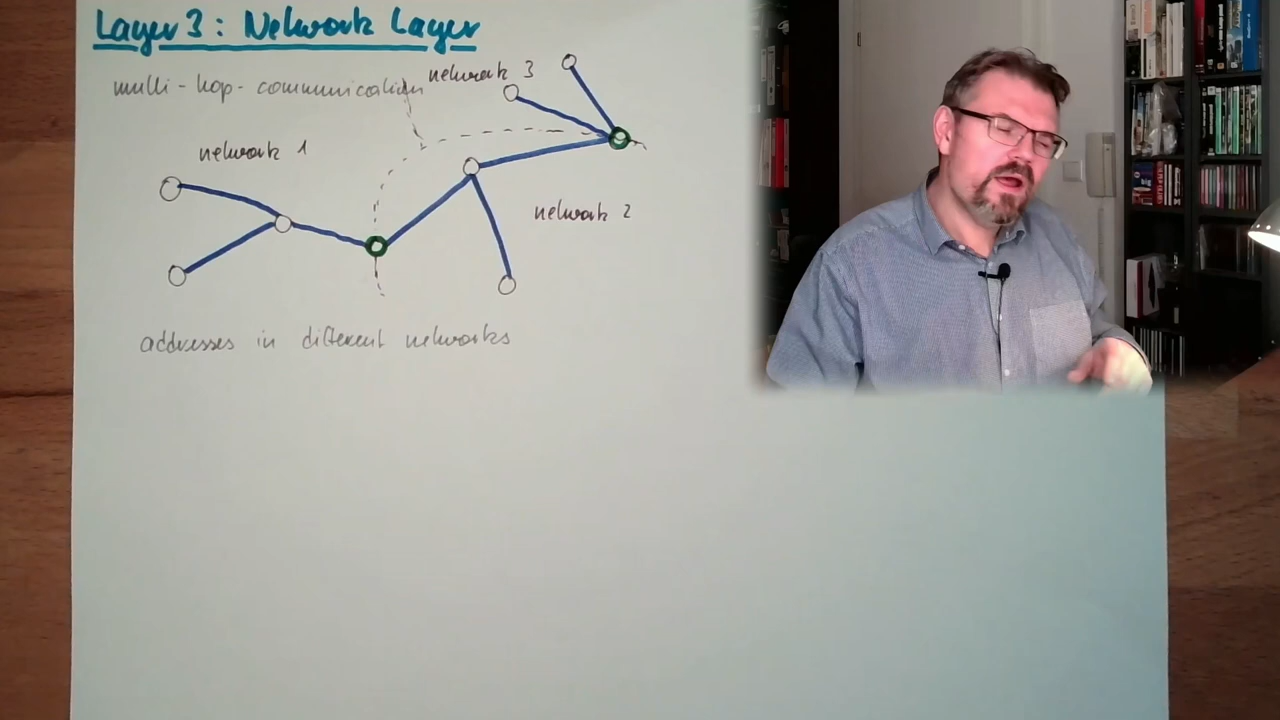 Layer 3 : Network Layer
multi - hop - communication
network 3
network 1
network 2
addresses in different networks